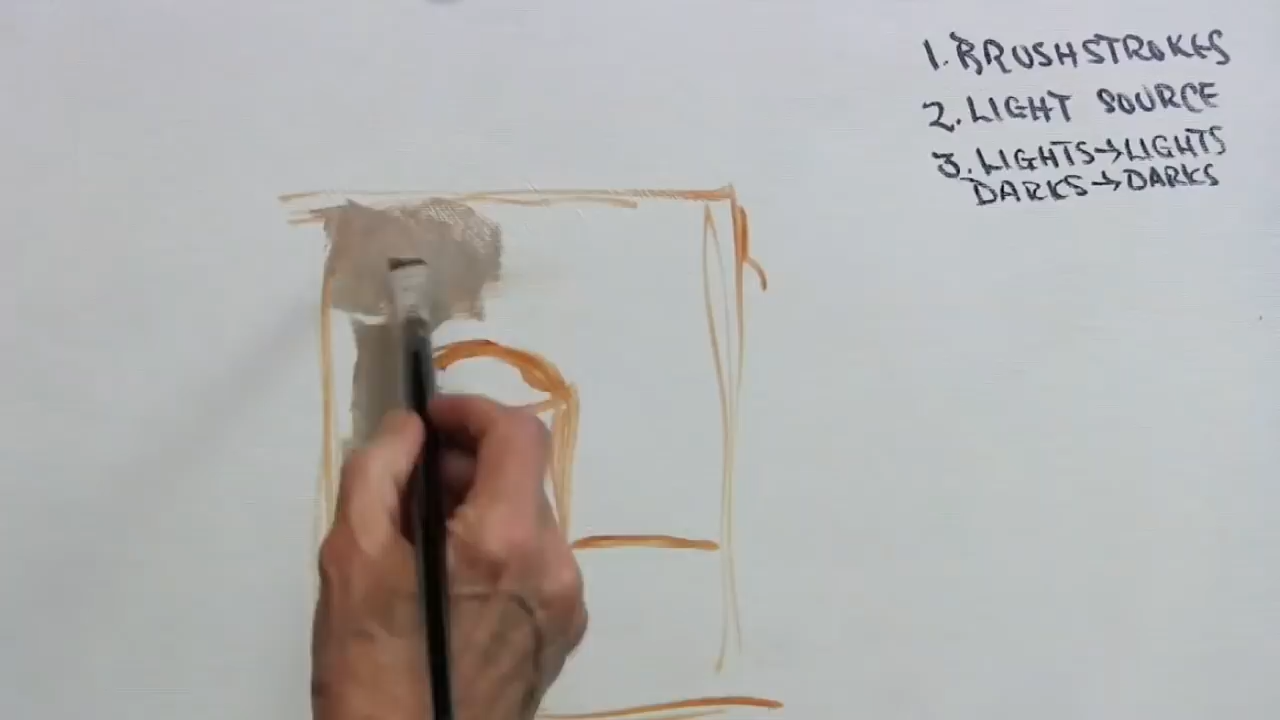 1. BRUSHSTROKES
2. LIGHT SOURCE
3. LIGHTS→LIGHTS
DARKS→DARKS